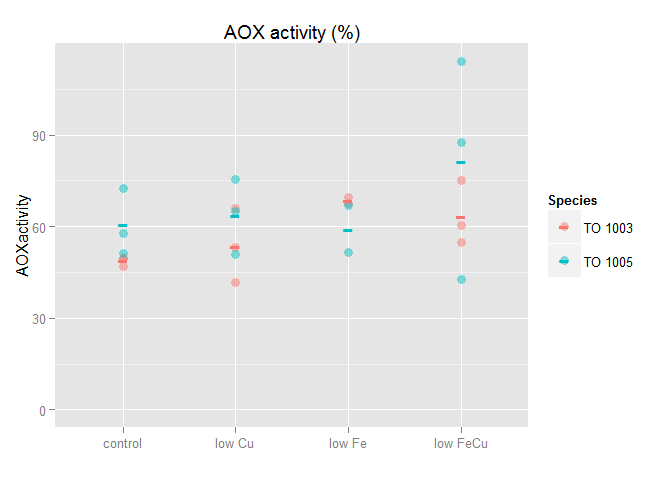 AOX activity (%)
AOXactivity
90
60
30
0
control
low Cu
low Fe
low FeCu
Species
TO 1003
TO 1005